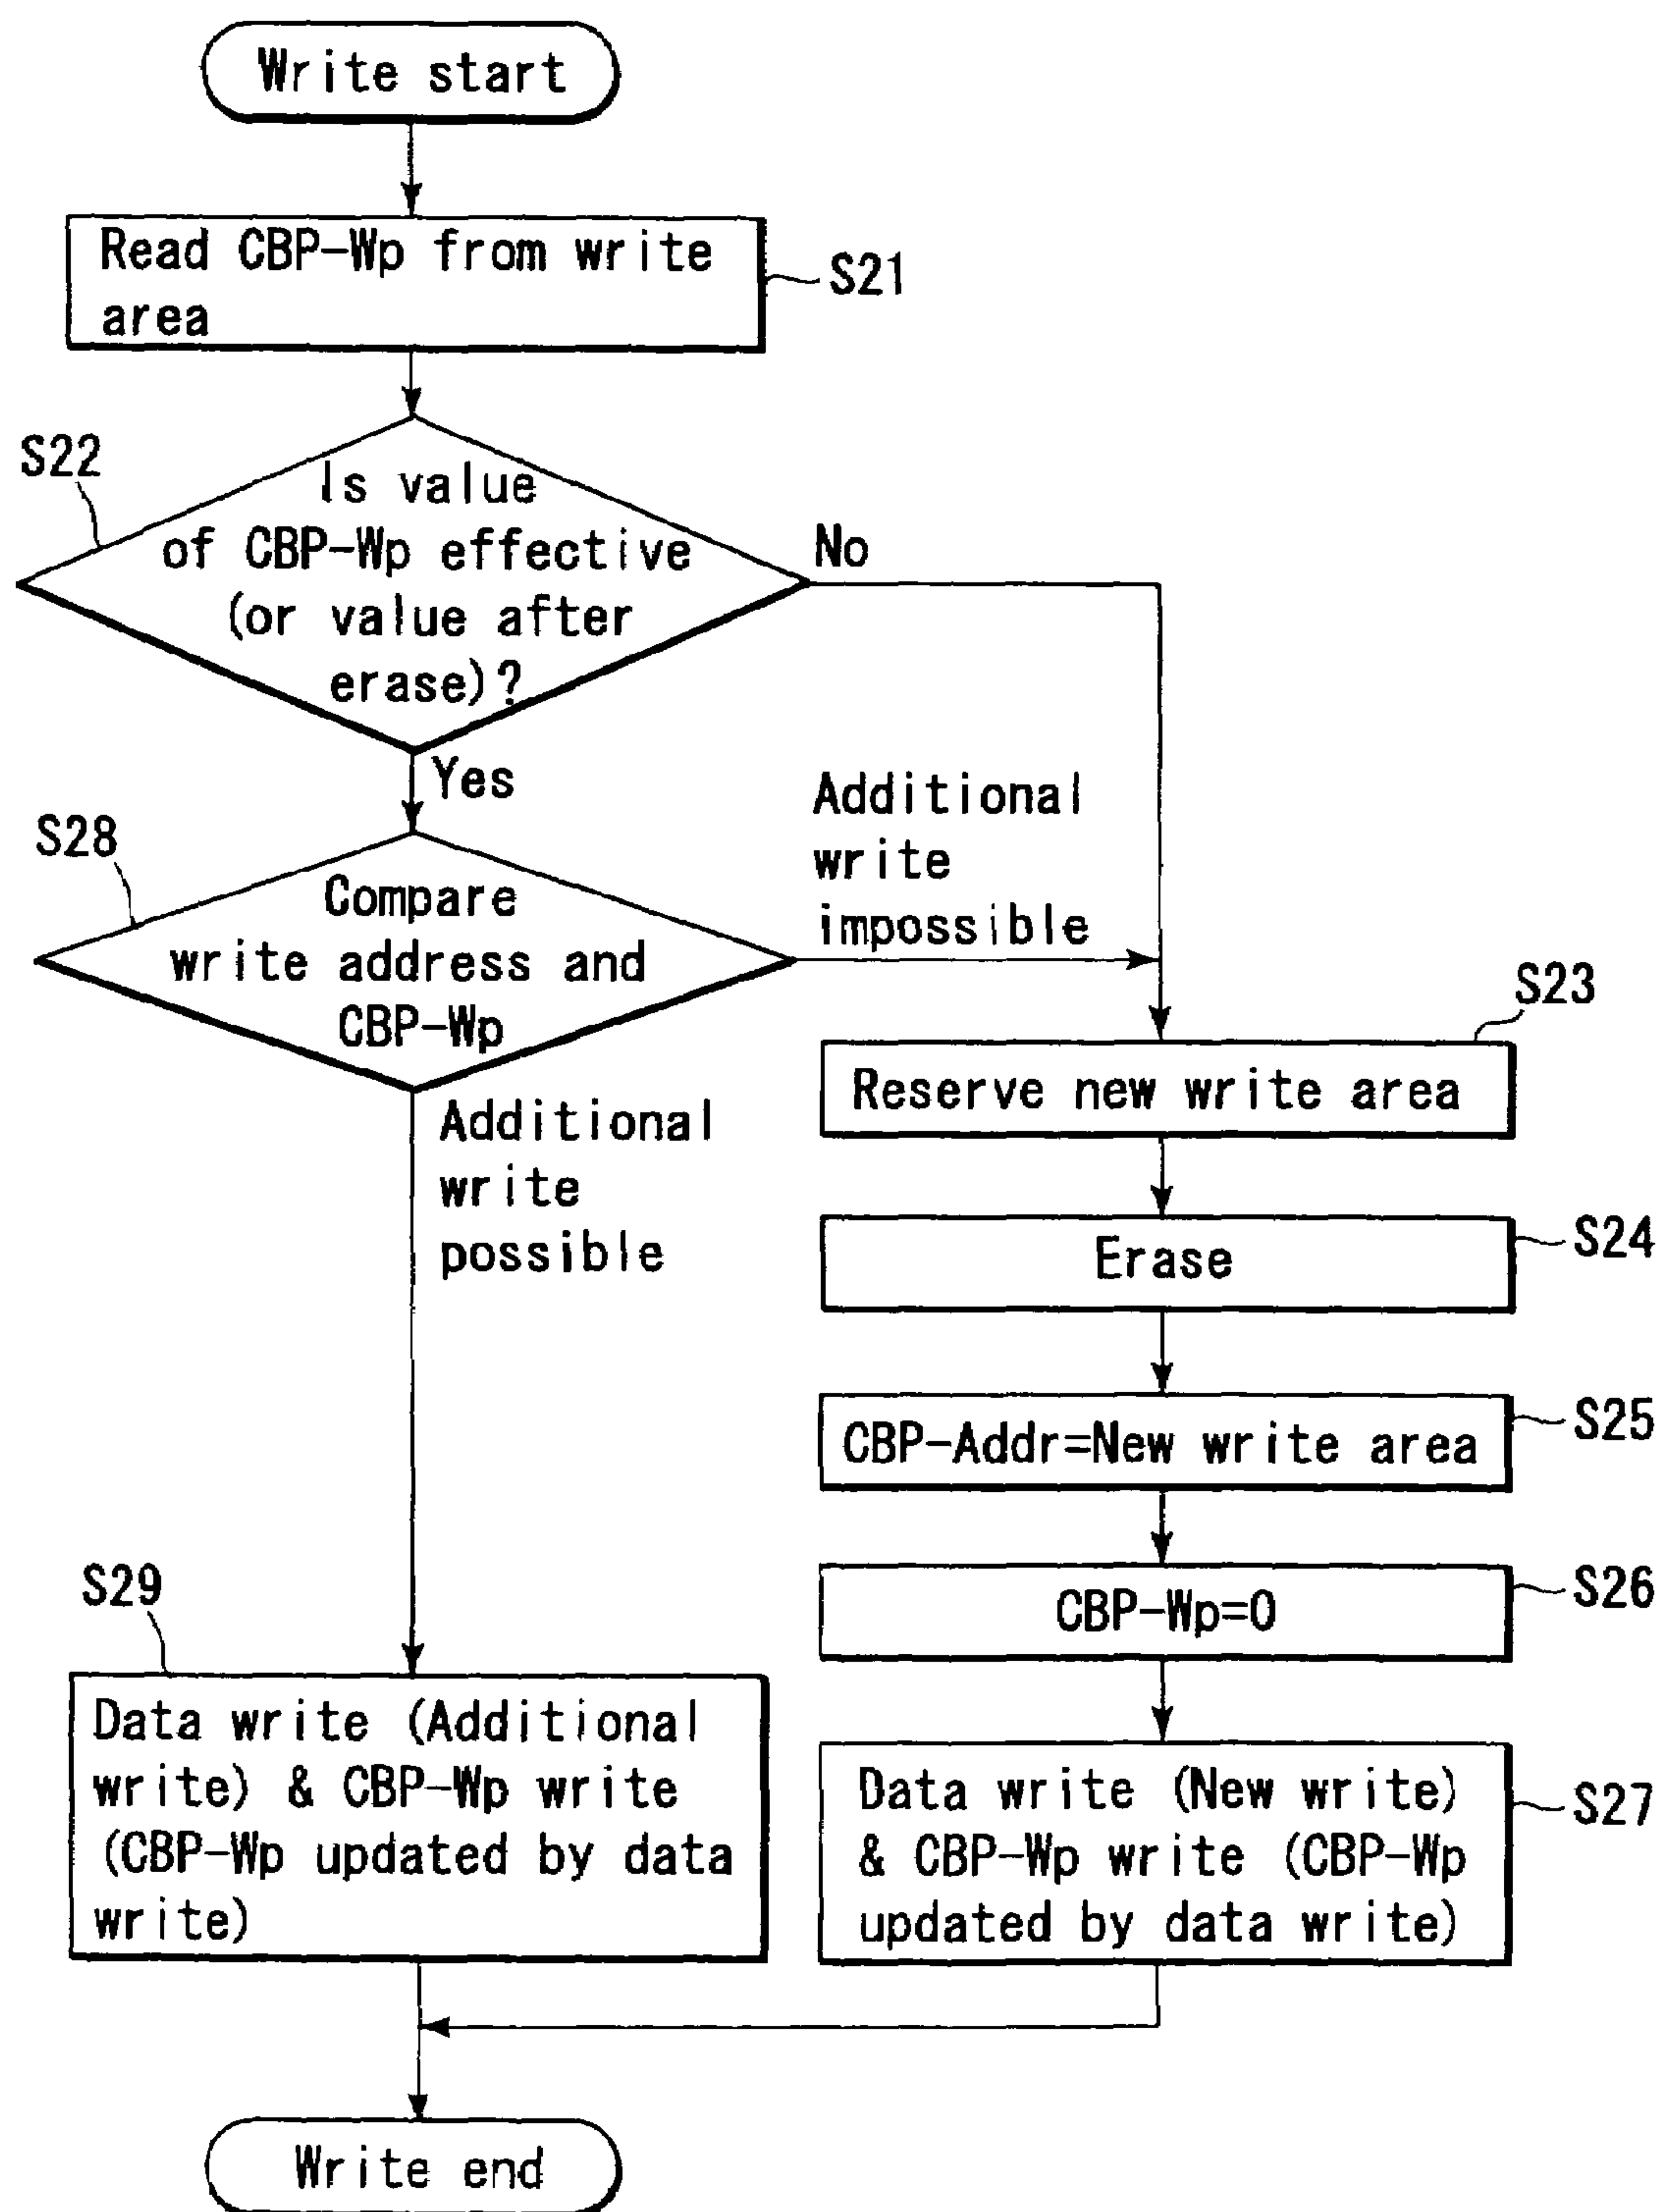 Write start
Read CBP-Wp from write
area
S21
S22
Is value
of CBP-Wp effective
(or value after
erase)?
No
Yes
S28
Compare
write address and
CBP-Wp
Additional
write
impossible
Additional
write
possible
S23
Reserve new write area
Erase
S24
CBP-Addr=New write area
S25
CBP-Wp=0
S26
S29
Data write (Additional
write) & CBP-Wp write
(CBP-Wp updated by data
write)
Data write (New write)
& CBP-Wp write (CBP-Wp
updated by data write)
S27
Write end